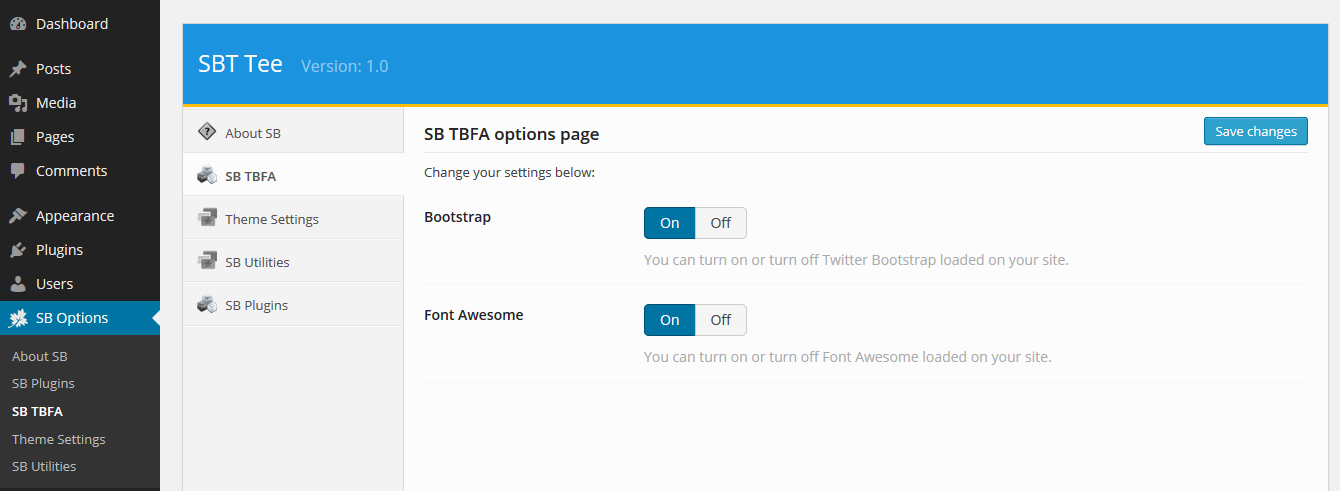 Dashboard
Posts
Media
Pages
Comments
Appearance
Plugins
Users
SB Options
About SB
SB Plugins
SB TBFA
Theme Settings
SB Utilities
SBT Tee Version: 1.0
About SB
SB TBFA
Theme Settings
SB Utilities
SB Plugins
SB TBFA options page
Save changes
Change your settings below:
Bootstrap
On Off
You can turn on or turn off Twitter Bootstrap loaded on your site.
Font Awesome
On Off
You can turn on or turn off Font Awesome loaded on your site.